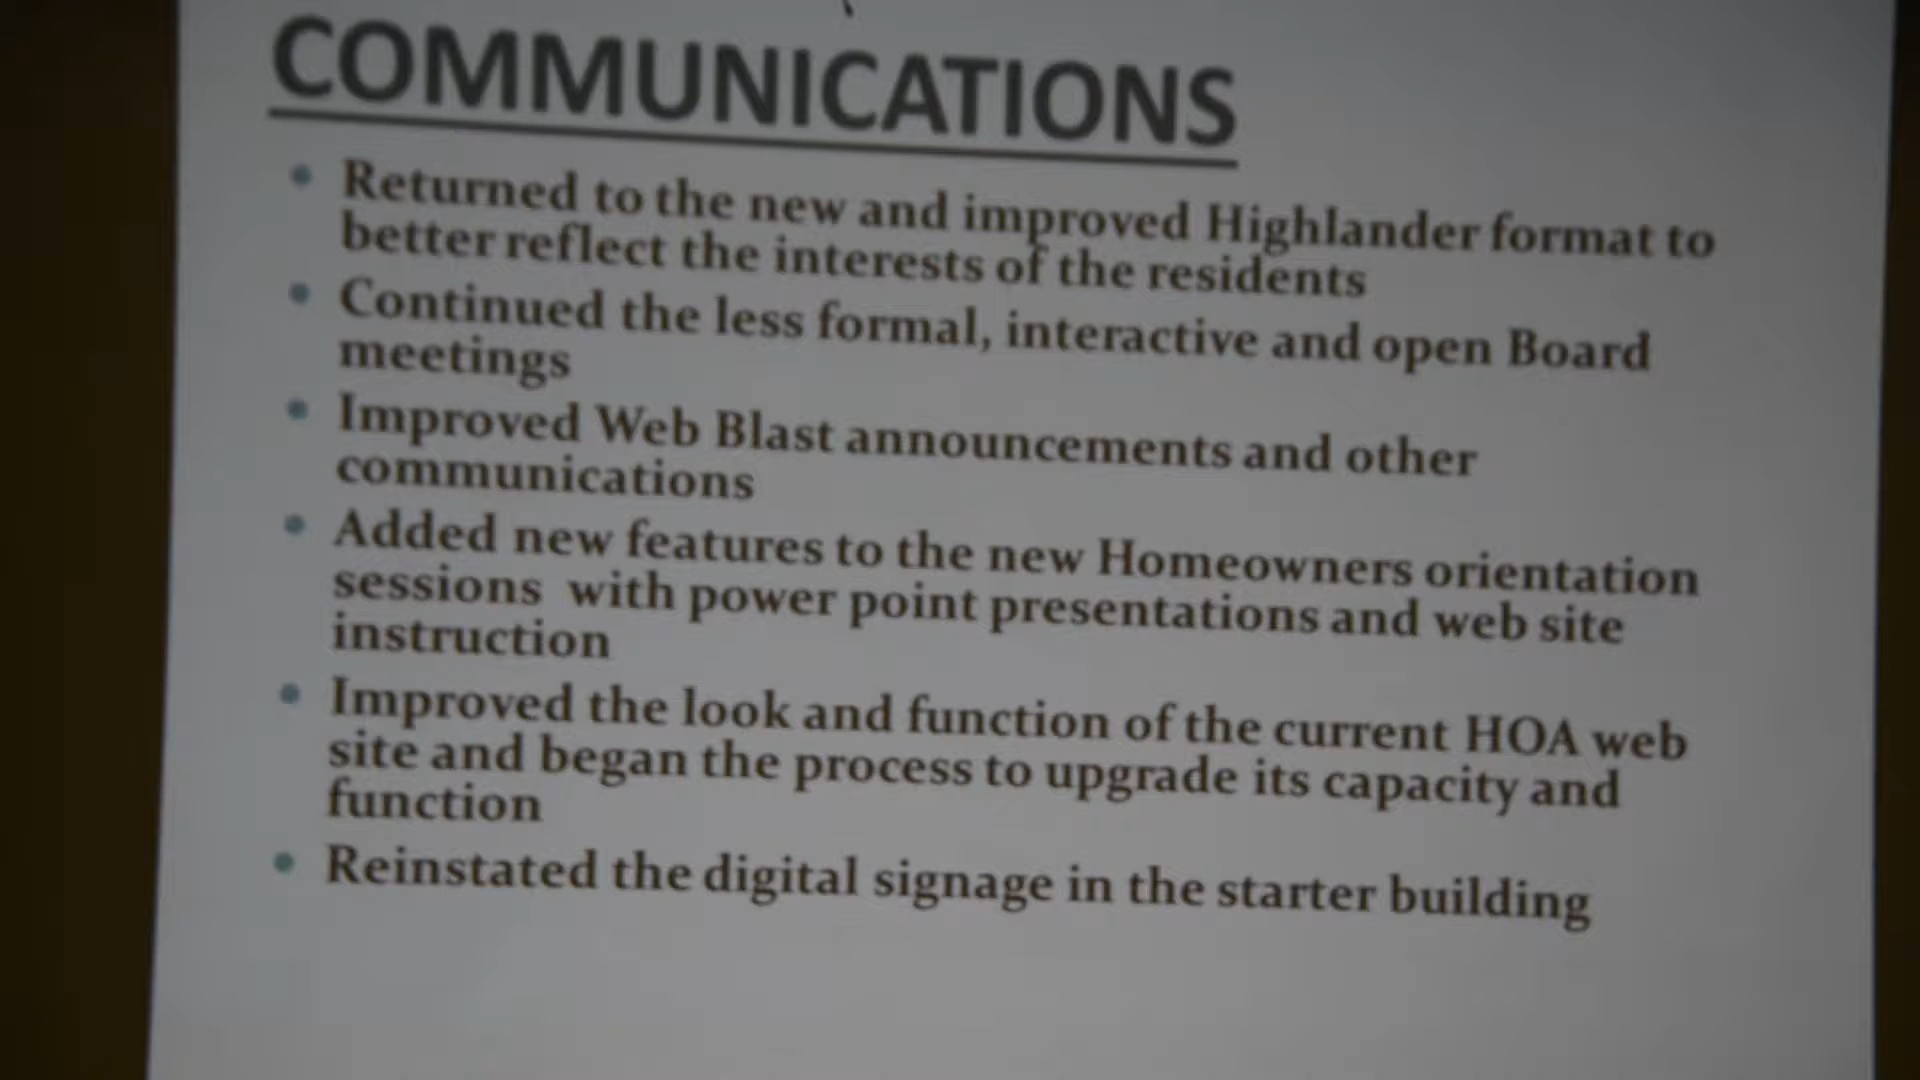 COMMUNICATIONS
• Returned to the new and improved Highlander format to
better reflect the interests of the residents
• Continued the less formal, interactive and open Board
meetings
• Improved Web Blast announcements and other
communications
• Added new features to the new Homeowners orientation
sessions with power point presentations and web site
instruction
• Improved the look and function of the current HOA web
site and began the process to upgrade its capacity and
function
• Reinstated the digital signage in the starter building